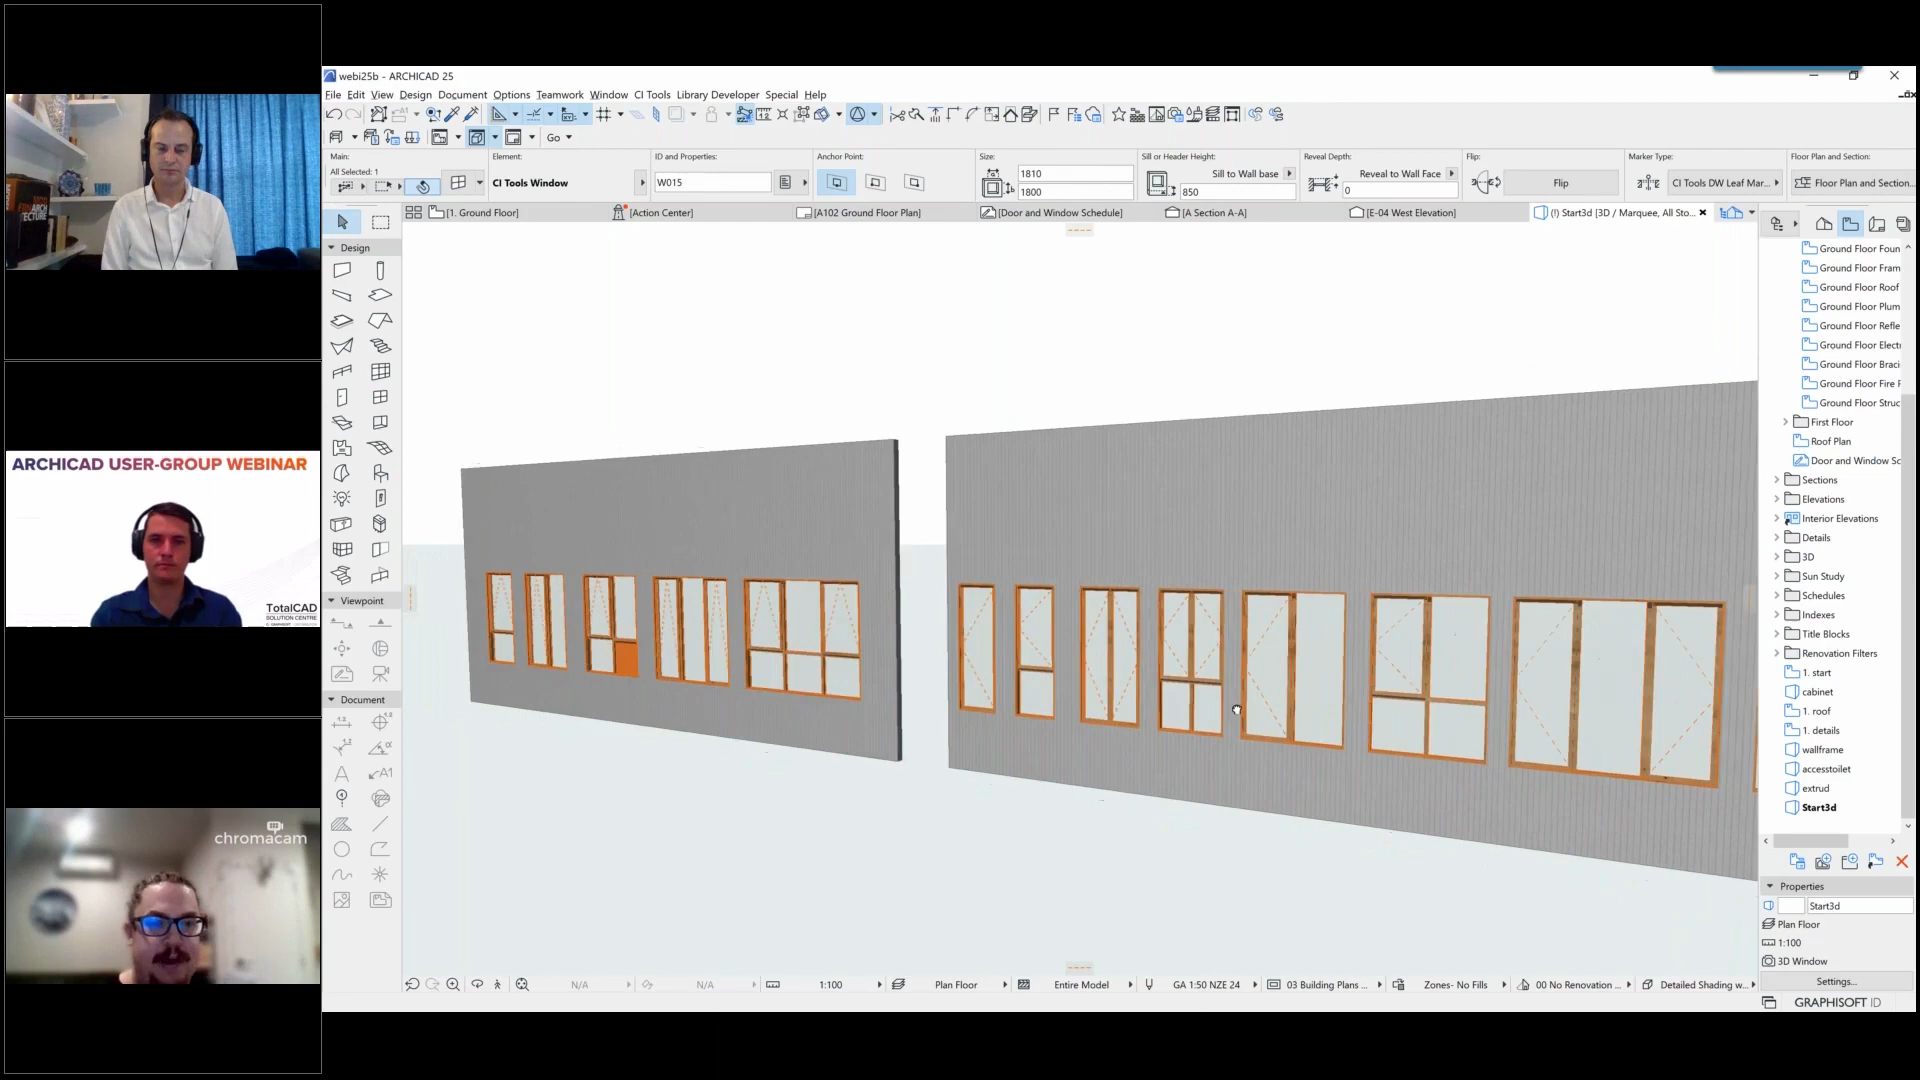 webi25b - ARCHICAD 25
File Edit View Design Document Options Teamwork Window CI Tools Library Developer Special Help
Go
Main:
All Selected: 1
Element:
CI Tools Window
ID and Properties:
W015
Anchor Point:
Size:
1810
1800
Sill or Header Height:
Sill to Wall base
850
Reveal Depth:
Reveal to Wall Face
0
Flip:
Flip
Marker Type:
CI Tools DW Leaf Mar...
Floor Plan and Section:
Floor Plan and Section...
[1. Ground Floor]
[Action Center]
[A102 Ground Floor Plan]
[Door and Window Schedule]
[A Section A-A]
[E-04 West Elevation]
(!) Start3d [3D / Marquee, All Sto...
Design
Viewpoint
Document
ARCHICAD USER-GROUP WEBINAR
TotalCAD
SOLUTION CENTRE
chromacam
Ground Floor Foun
Ground Floor Fram
Ground Floor Roof
Ground Floor Plum
Ground Floor Refle
Ground Floor Elect
Ground Floor Braci
Ground Floor Fire P
Ground Floor Struc
First Floor
Roof Plan
Door and Window Sc
Sections
Elevations
Interior Elevations
Details
3D
Sun Study
Schedules
Indexes
Title Blocks
Renovation Filters
1. start
cabinet
1. roof
1. details
wallframe
accesstoilet
extrud
Start3d
Properties
Start3d
Plan Floor
1:100
3D Window
Settings...
GRAPHISOFT ID
N/A
N/A
1:100
Plan Floor
Entire Model
GA 1:50 NZE 24
03 Building Plans ...
Zones- No Fills
00 No Renovation ...
Detailed Shading w...